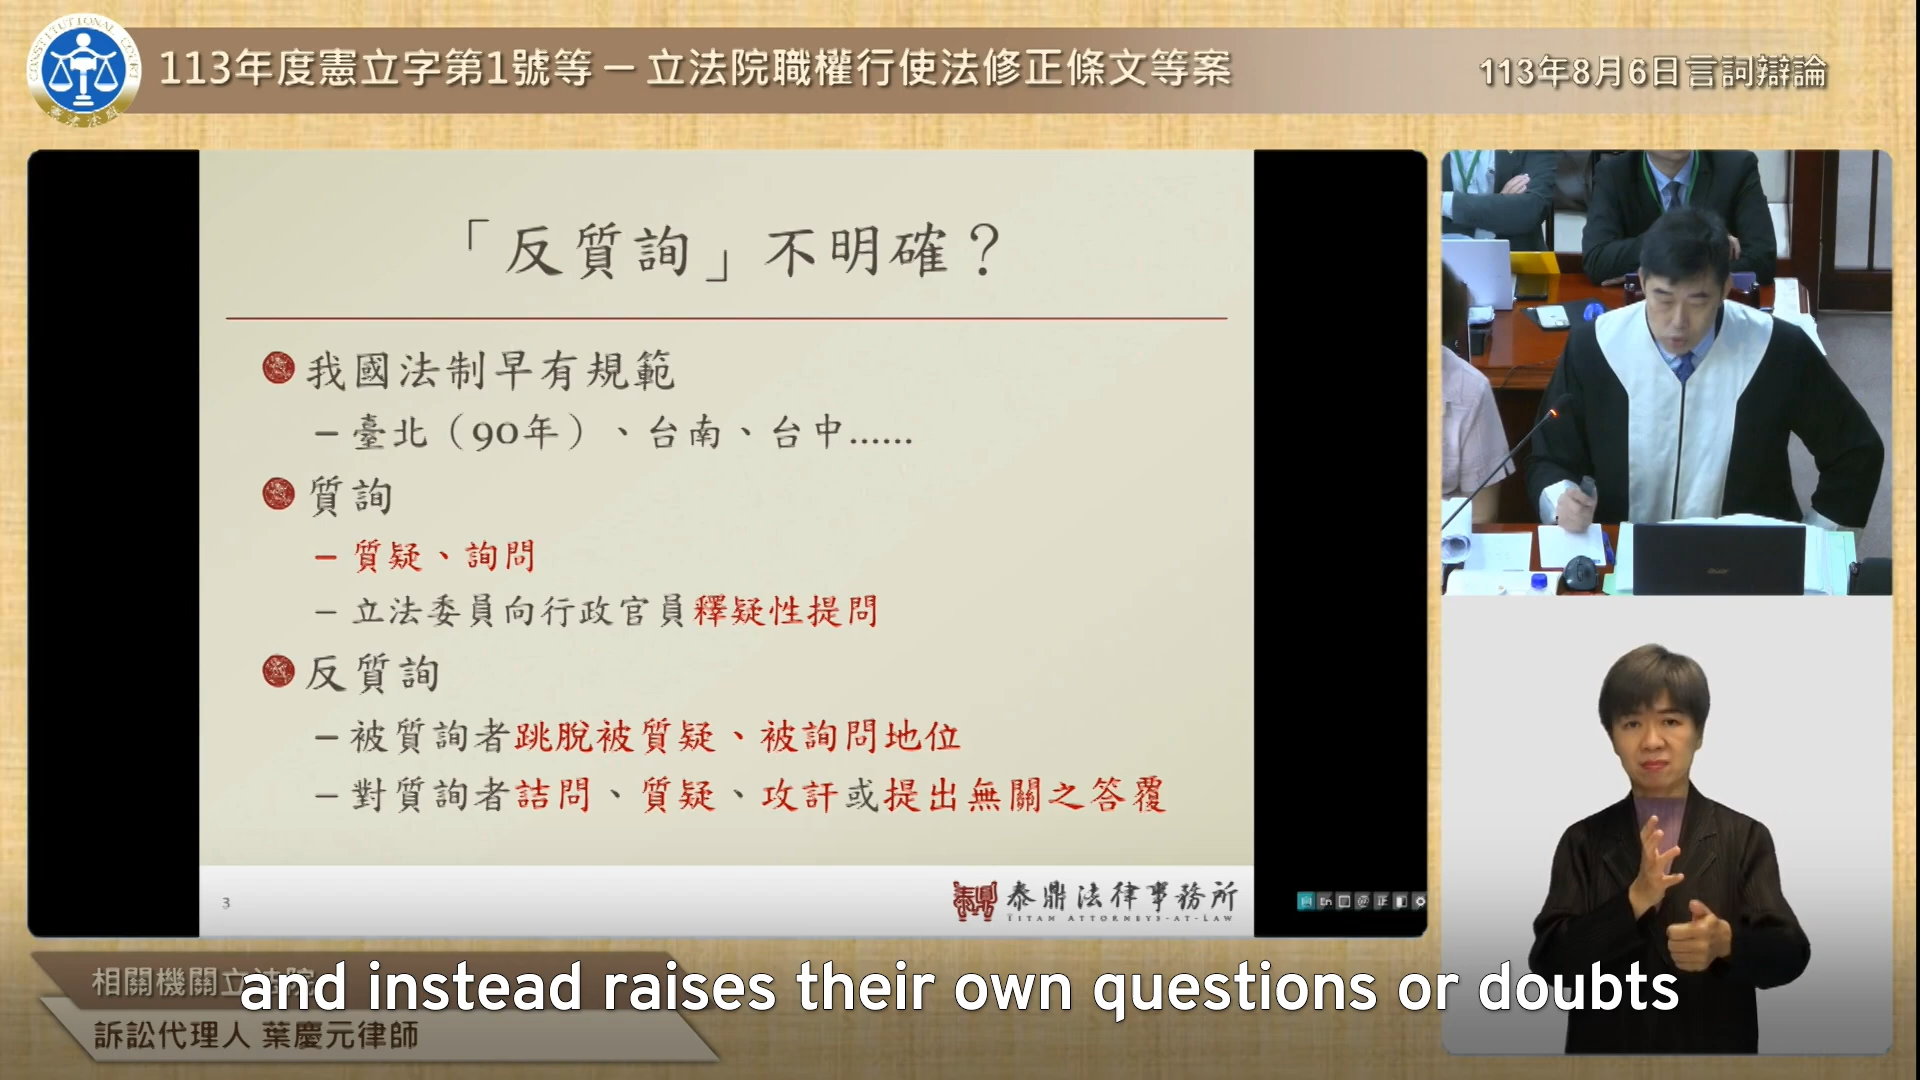 CONSTITUTIONAL COURT
憲法法庭
113年度憲立字第1號等 – 立法院職權行使法修正條文等案
113年8月6日言詞辯論
「反質詢」不明確？
我國法制早有規範
– 臺北（90年）、台南、台中……
質詢
– 質疑、詢問
– 立法委員向行政官員釋疑性提問
反質詢
– 被質詢者跳脫被質疑、被詢問地位
– 對質詢者詰問、質疑、攻訐或提出無關之答覆
3
泰鼎法律事務所
TITAN ATTORNEYS-AT-LAW
En
acer
相關機關立法院
and instead raises their own questions or doubts
訴訟代理人 葉慶元律師